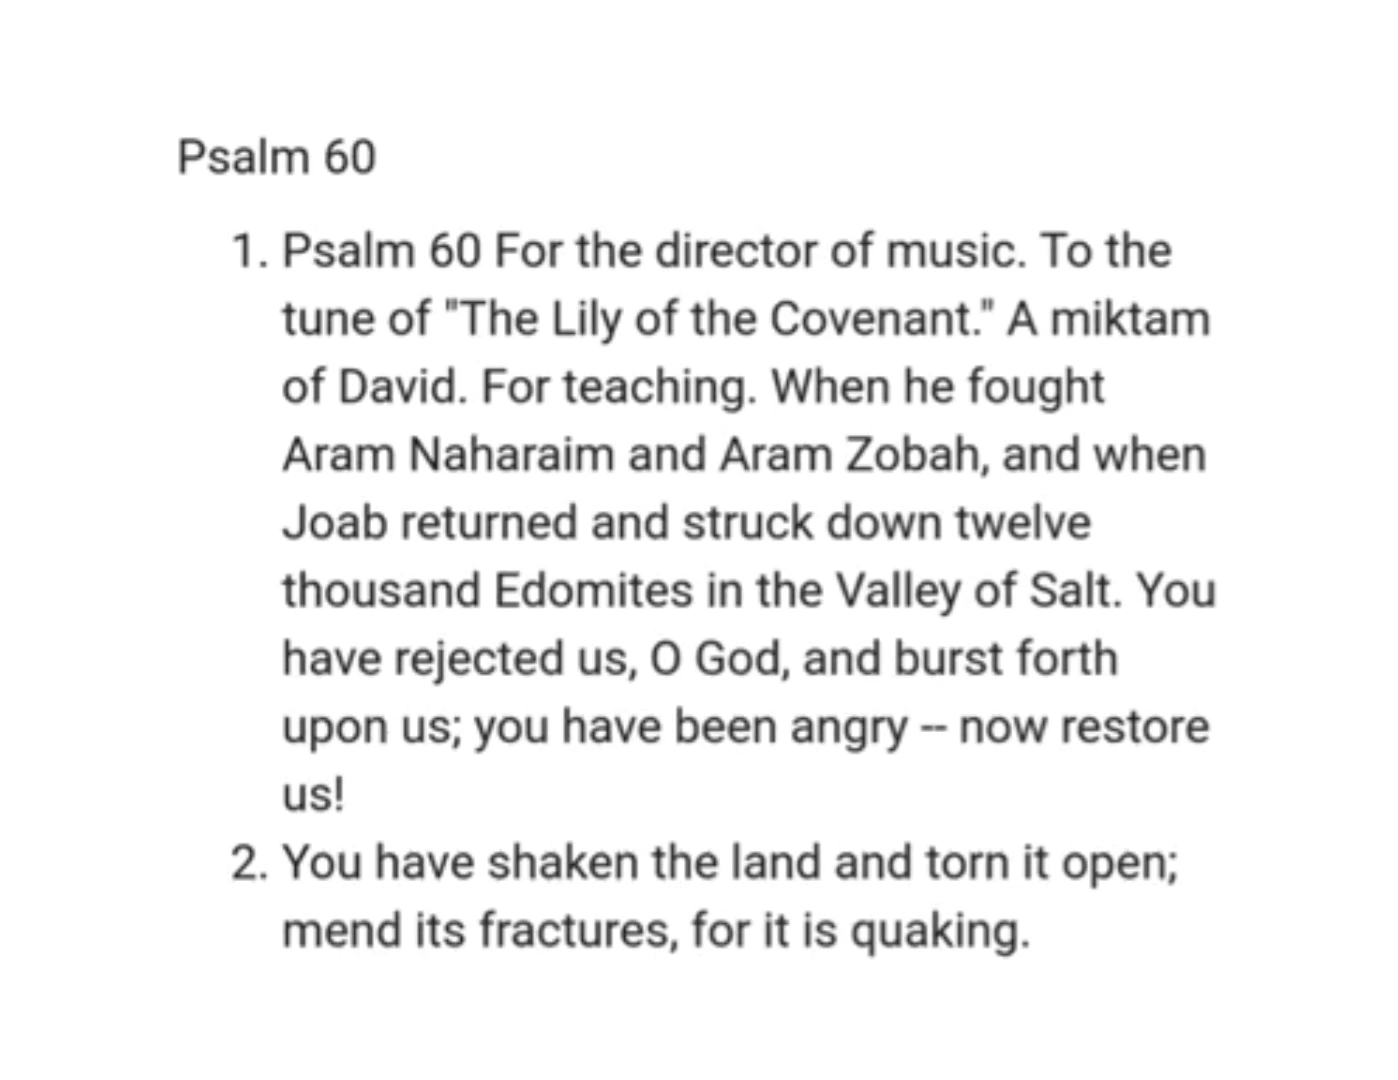 Psalm 60
1. Psalm 60 For the director of music. To the
tune of "The Lily of the Covenant." A miktam
of David. For teaching. When he fought
Aram Naharaim and Aram Zobah, and when
Joab returned and struck down twelve
thousand Edomites in the Valley of Salt. You
have rejected us, O God, and burst forth
upon us; you have been angry -- now restore
us!
2. You have shaken the land and torn it open;
mend its fractures, for it is quaking.